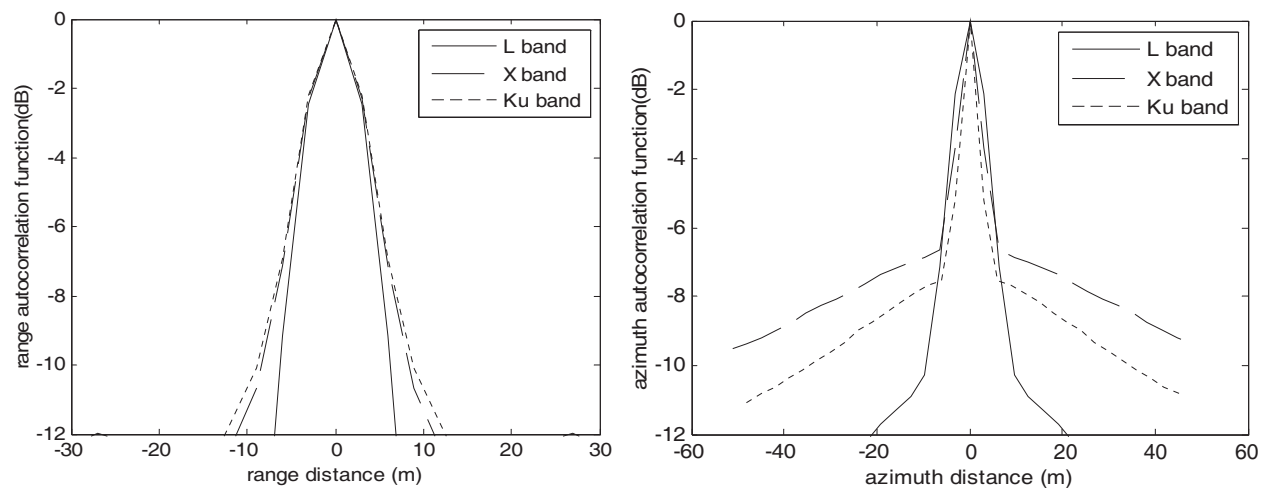 0
-2
-4
-6
-8
-10
-12
range autocorrelation function(dB)
L band
X band
Ku band
-30
-20
-10
0
10
20
30
range distance (m)
0
-2
-4
-6
-8
-10
-12
azimuth autocorrelation function(dB)
L band
X band
Ku band
-60
-40
-20
0
20
40
60
azimuth distance (m)